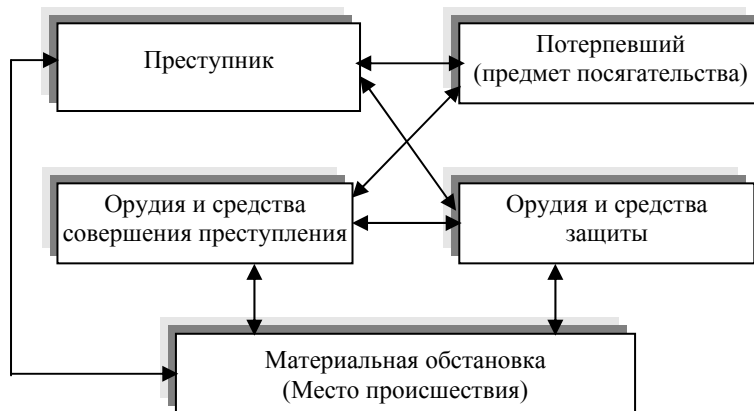 Преступник
Потерпевший
(предмет посягательства)
Орудия и средства
совершения преступления
Орудия и средства
защиты
Материальная обстановка
(Место происшествия)